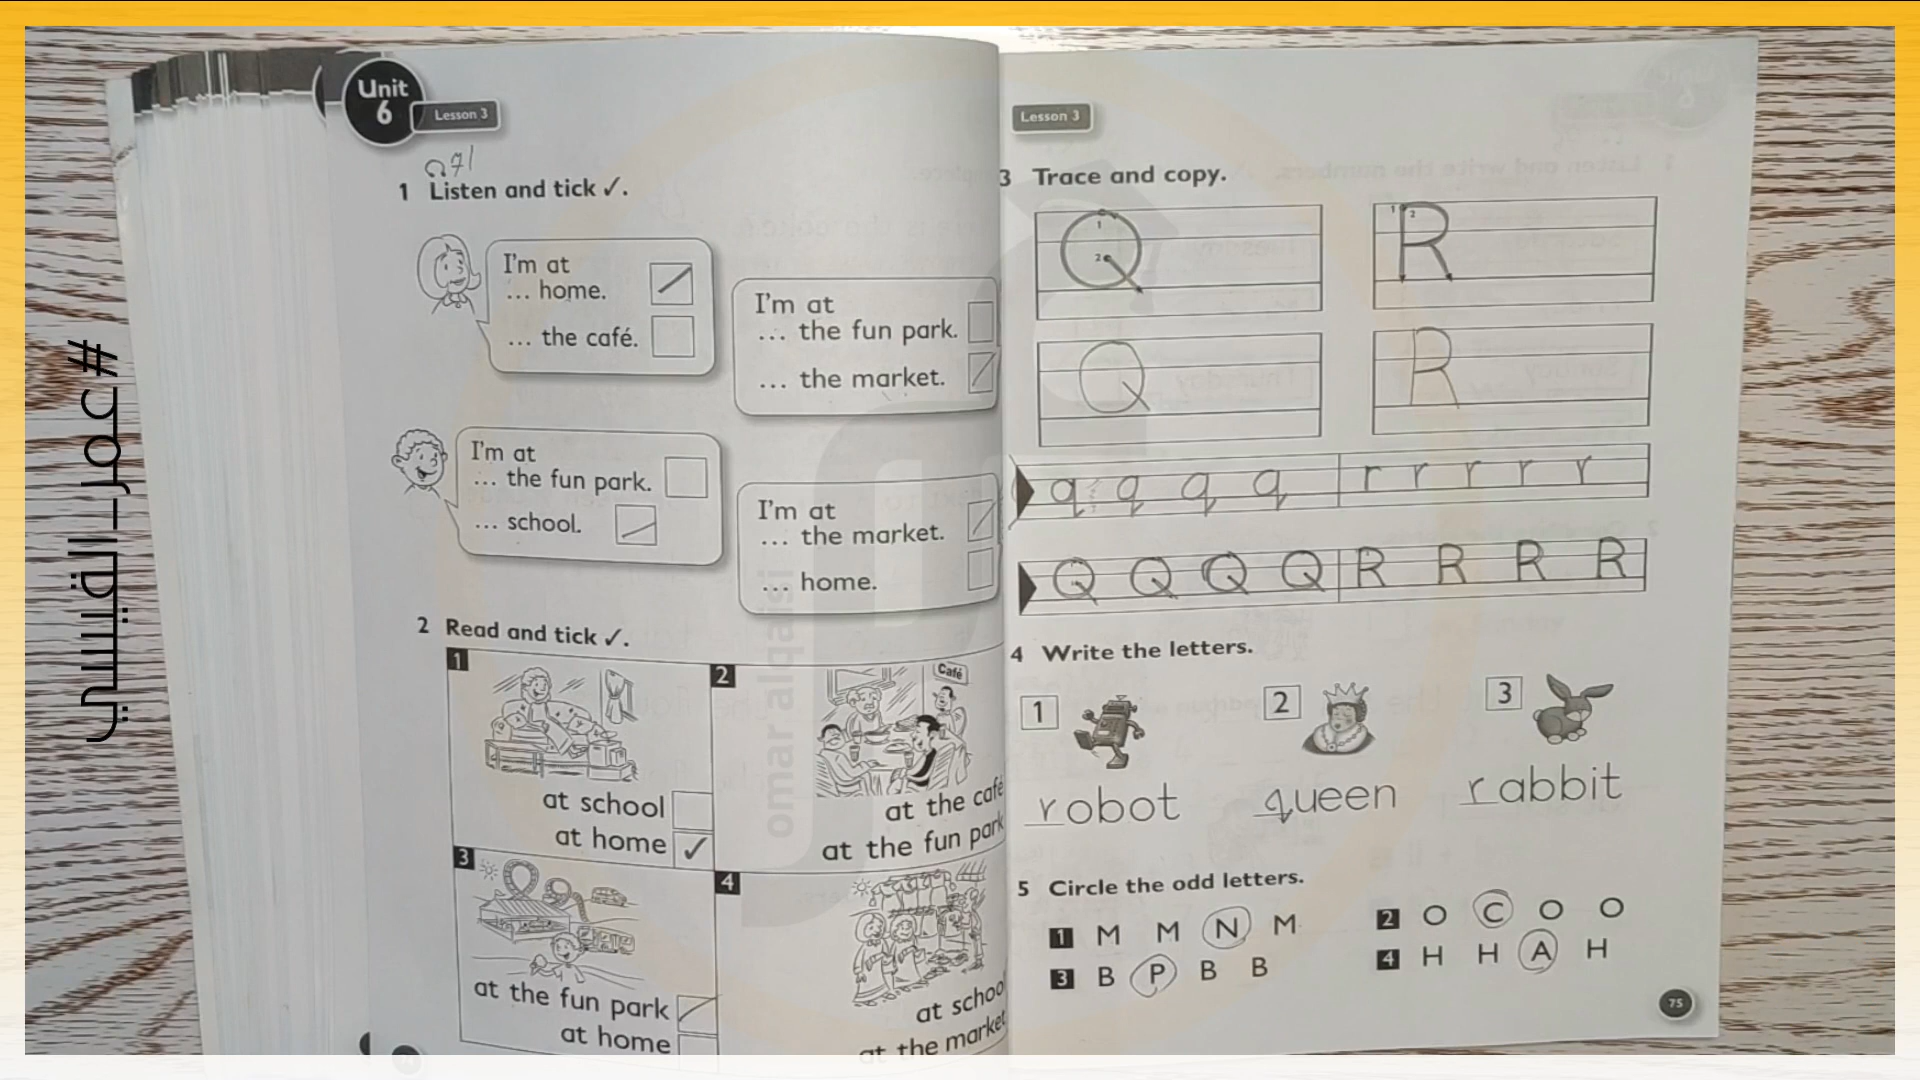 #عمر_القيسي
Unit
6
Lesson 3
ი71
1 Listen and tick ✓.
I'm at
... home.
... the café.
I'm at
... the fun park.
... the market.
I'm at
... the fun park.
... school.
I'm at
... the market.
... home.
2 Read and tick ✓.
1
at school
at home ✓
2
Café
at the café
at the fun park
3
at the fun park
at home
4
at school
at the market
omar alqaisi
Lesson 3
3 Trace and copy.
Q R
Q R
q q q q r r r r r
Q Q Q Q R R R R
4 Write the letters.
1 2 3
robot queen rabbit
5 Circle the odd letters.
1 M M N M
2 O C O O
3 B P B B
4 H H A H
75